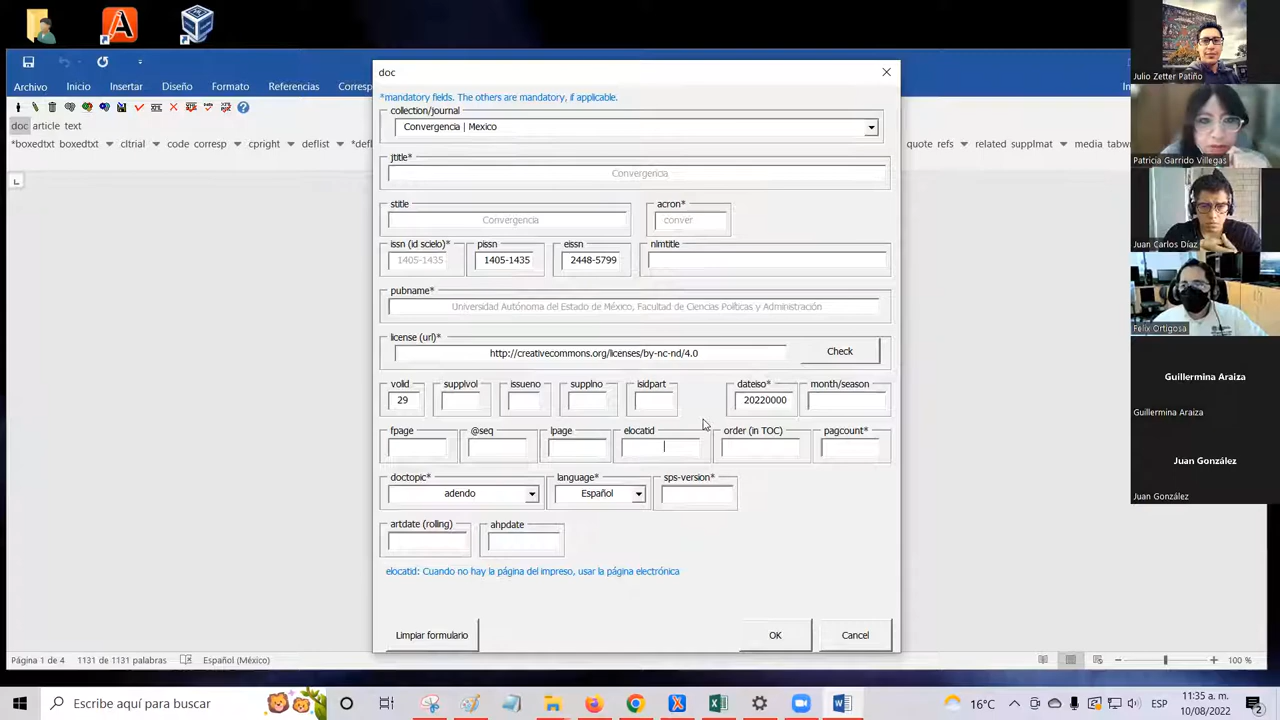 Archivo Inicio Insertar Diseño Formato Referencias Corresp
doc article text
*boxedtxt boxedtxt cltrial code corresp cpright deflist
quote refs related supplmat media tabw
doc
*mandatory fields. The others are mandatory, if applicable.
collection/journal
Convergencia | Mexico
jtitle*
Convergencia
stitle acron*
Convergencia conver
issn (id scielo)* pissn eissn nlmtitle
1405-1435 1405-1435 2448-5799
pubname*
Universidad Autónoma del Estado de México, Facultad de Ciencias Políticas y Administración
license (url)*
http://creativecommons.org/licenses/by-nc-nd/4.0 Check
volid supplvol issueno supplno isidpart dateiso* month/season
29 20220000
fpage @seq lpage elocatid order (in TOC) pagcount*
doctopic* language* sps-version*
adendo Español
artdate (rolling) ahpdate
elocatid: Cuando no hay la página del impreso, usar la página electrónica
Limpiar formulario OK Cancel
Julio Zetter Patiño
Patricia Garrido Villegas
Juan Carlos Díaz
Felix Ortigosa
Guillermina Araiza
Guillermina Araiza
Juan González
Juan González
Página 1 de 4 1131 de 1131 palabras Español (México) 100 %
Escribe aquí para buscar
16°C ESP 11:35 a. m.
10/08/2022 2